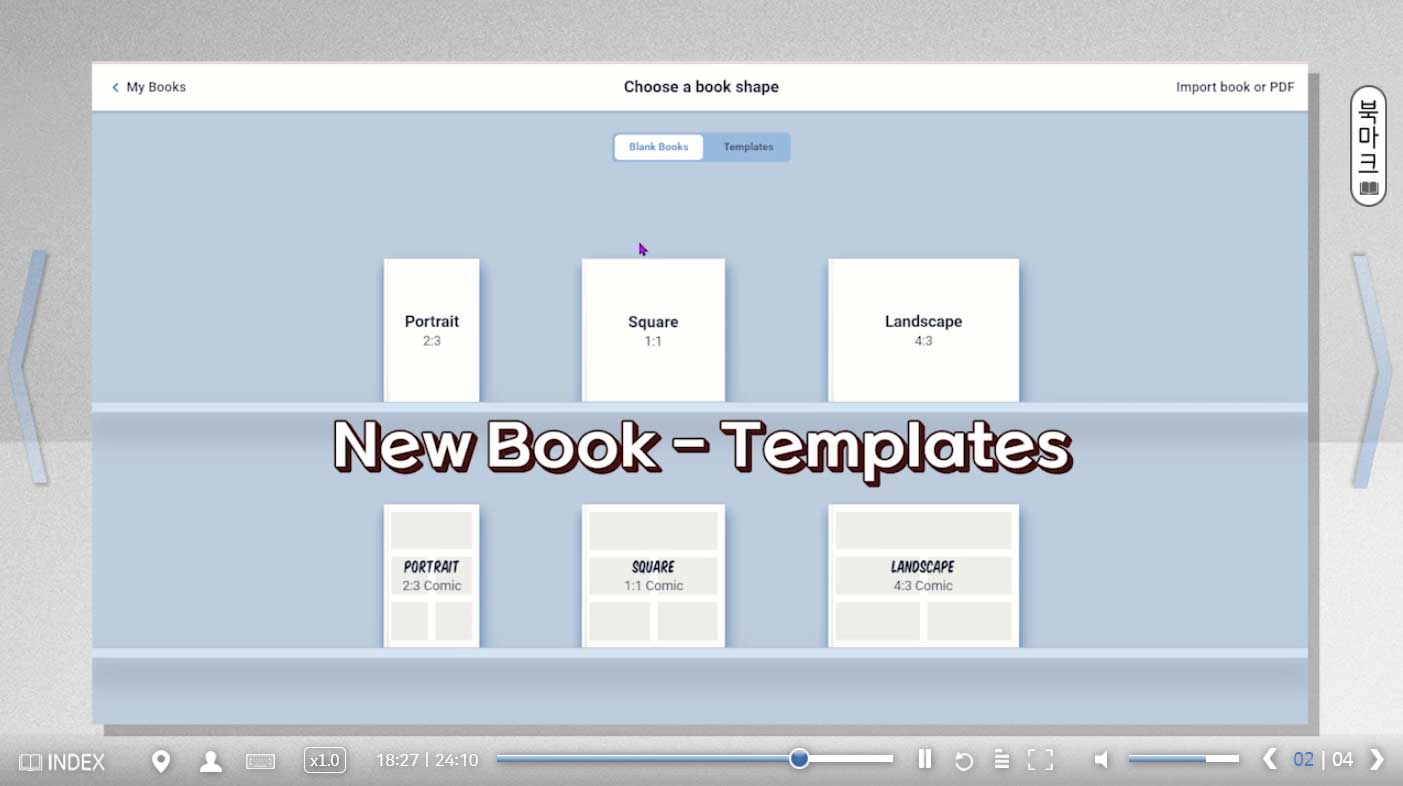 My Books
Choose a book shape
Import book or PDF
Blank Books
Templates
북마크
Portrait
2:3
Square
1:1
Landscape
4:3
New Book - Templates
PORTRAIT
2:3 Comic
SQUARE
1:1 Comic
LANDSCAPE
4:3 Comic
INDEX
x1.0
18:27 | 24:10
02 | 04